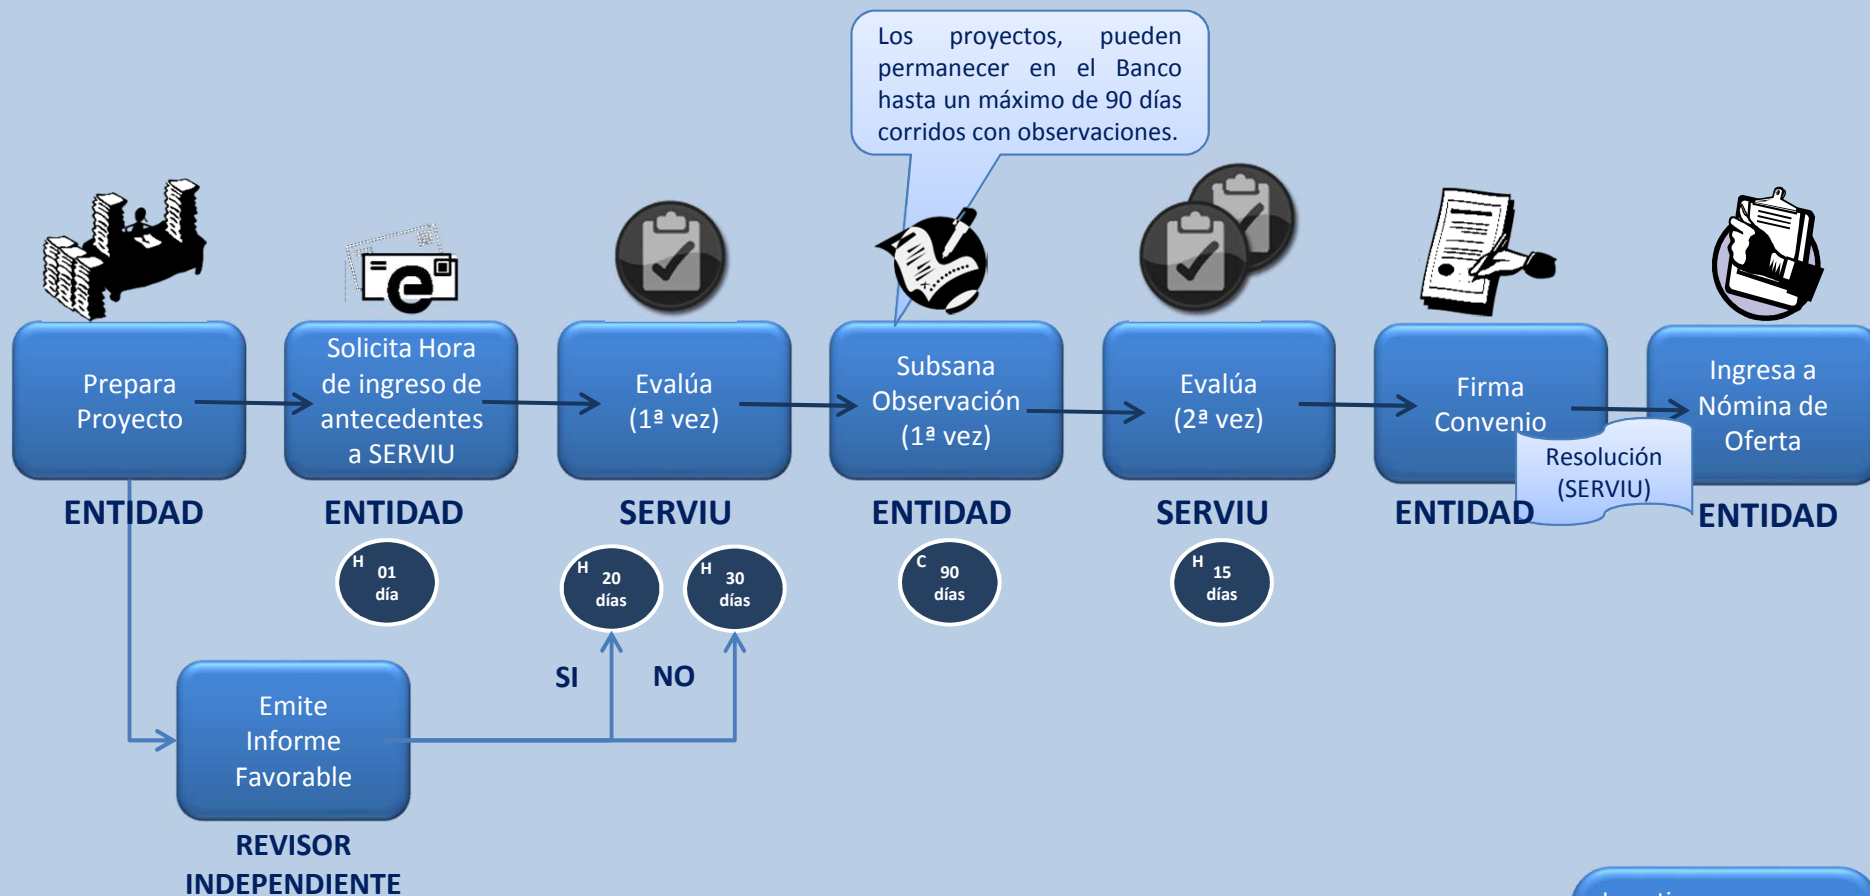 Los proyectos, pueden
permanecer en el Banco
hasta un máximo de 90 días
corridos con observaciones.
Prepara
Proyecto
ENTIDAD
Solicita Hora
de ingreso de
antecedentes
a SERVIU
ENTIDAD
H 01
día
Evalúa
(1ª vez)
SERVIU
H 20
días
H 30
días
Subsana
Observación
(1ª vez)
ENTIDAD
C 90
días
Evalúa
(2ª vez)
SERVIU
H 15
días
Firma
Convenio
ENTIDAD
Resolución
(SERVIU)
Ingresa a
Nómina de
Oferta
ENTIDAD
SI
NO
Emite
Informe
Favorable
REVISOR
INDEPENDIENTE